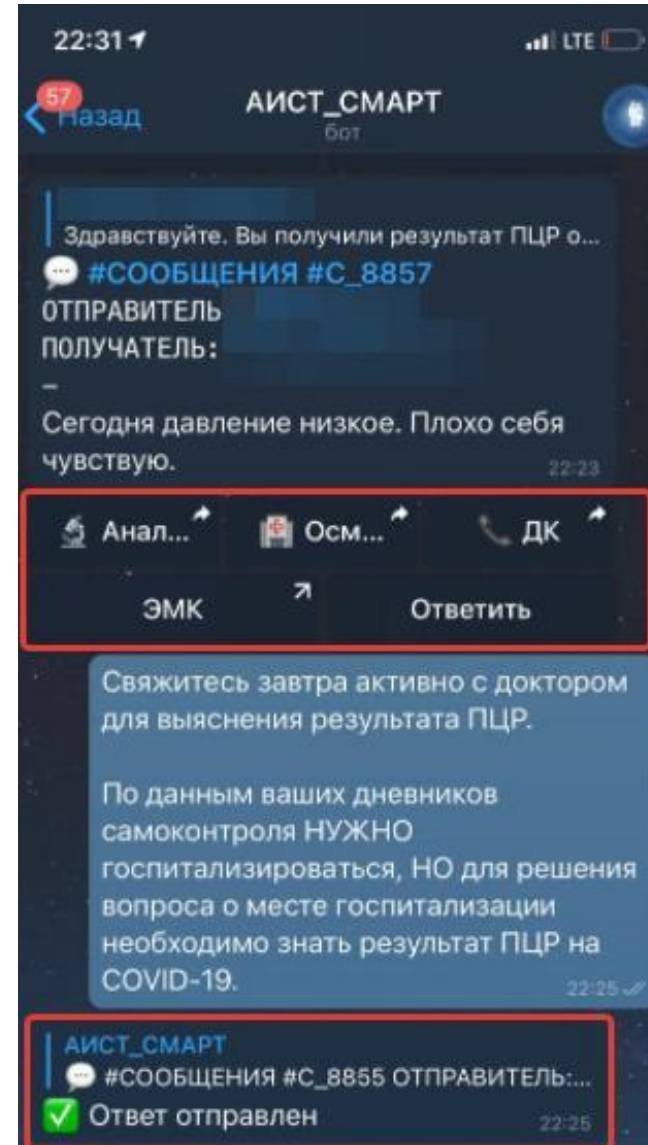 22:31 LTE
57
Назад АИСТ_СМАРТ
бот
Здравствуйте. Вы получили результат ПЦР о...
💬 #СООБЩЕНИЯ #С_8857
ОТПРАВИТЕЛЬ
ПОЛУЧАТЕЛЬ:
–
Сегодня давление низкое. Плохо себя
чувствую. 22:23
Анал... Осм... ДК
ЭМК Ответить
Свяжитесь завтра активно с доктором
для выяснения результата ПЦР.
По данным ваших дневников
самоконтроля НУЖНО
госпитализироваться, НО для решения
вопроса о месте госпитализации
необходимо знать результат ПЦР на
COVID-19. 22:25
АИСТ_СМАРТ
💬 #СООБЩЕНИЯ #С_8855 ОТПРАВИТЕЛЬ:...
✅ Ответ отправлен 22:25